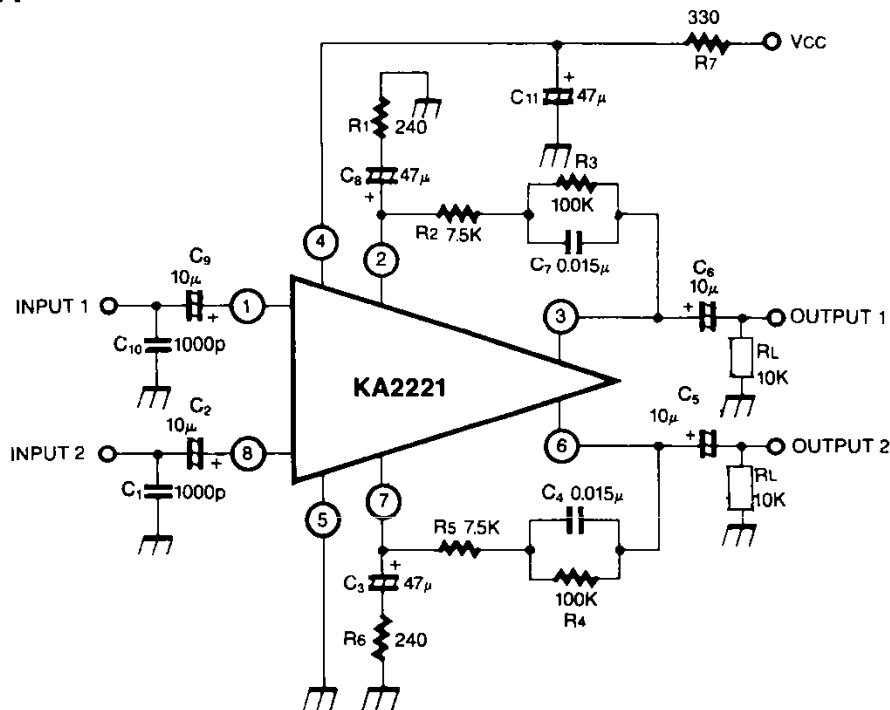 330
VCC
R7
C11
+
47μ
R1
240
C8
47μ
+
R3
100K
R2 7.5K
C7 0.015μ
4
2
C9
10μ
+
INPUT 1
1
C10
1000p
3
C6
10μ
+
OUTPUT 1
RL
10K
KA2221
C2
10μ
+
INPUT 2
8
C1
1000p
6
C5
10μ
+
OUTPUT 2
RL
10K
5
7
R5 7.5K
C4 0.015μ
100K
R4
C3
+
47μ
R6
240